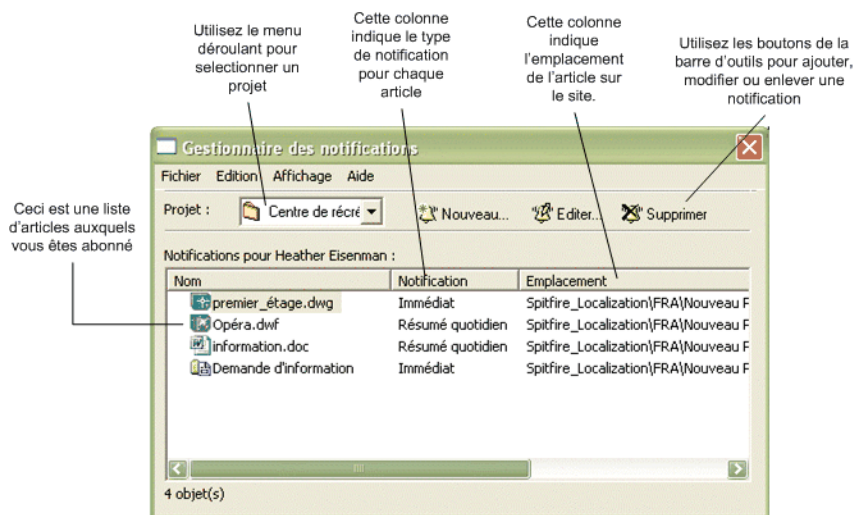 Utilisez le menu
déroulant pour
selectionner un
projet
Cette colonne
indique le type
de notification
pour chaque
article
Cette colonne
indique
l'emplacement
de l'article sur
le site.
Utilisez les boutons de la
barre d'outils pour ajouter,
modifier ou enlever une
notification
Ceci est une liste
d'articles auxquels
vous êtes abonné
Gestionnaire des notifications
Fichier Edition Affichage Aide
Projet : Centre de récré Nouveau... Editer... Supprimer
Notifications pour Heather Eisenman :
Nom Notification Emplacement
premier_étage.dwg Immédiat Spitfire_Localization\FRA\Nouveau F
Opéra.dwf Résumé quotidien Spitfire_Localization\FRA\Nouveau F
information.doc Résumé quotidien Spitfire_Localization\FRA\Nouveau F
Demande d'information Immédiat Spitfire_Localization\FRA\Nouveau F
4 objet(s)